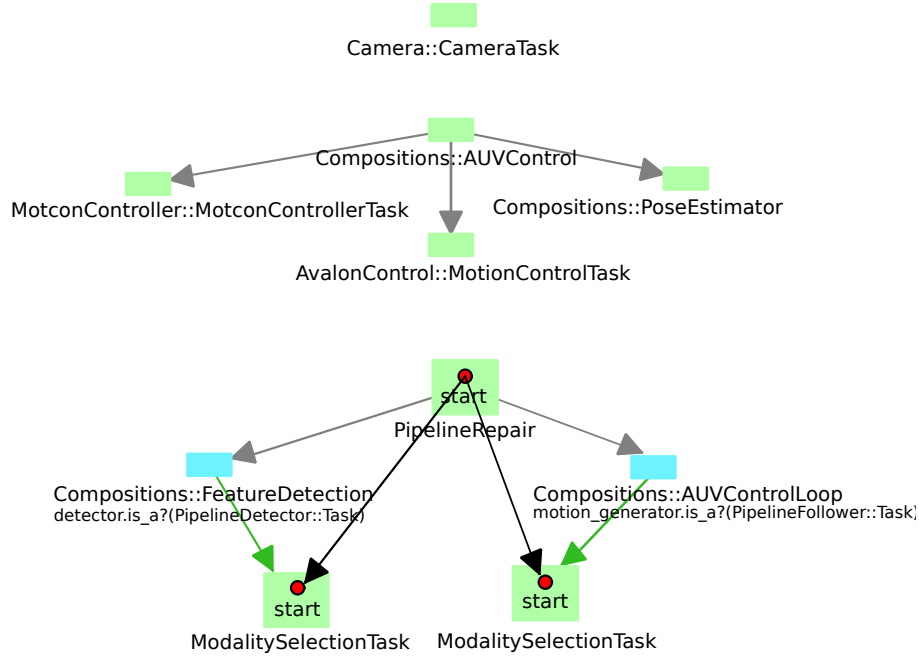 Camera::CameraTask
Compositions::AUVControl
MotconController::MotconControllerTask
Compositions::PoseEstimator
AvalonControl::MotionControlTask
start
PipelineRepair
Compositions::FeatureDetection
detector.is_a?(PipelineDetector::Task)
Compositions::AUVControlLoop
motion_generator.is_a?(PipelineFollower::Task)
start
ModalitySelectionTask
start
ModalitySelectionTask